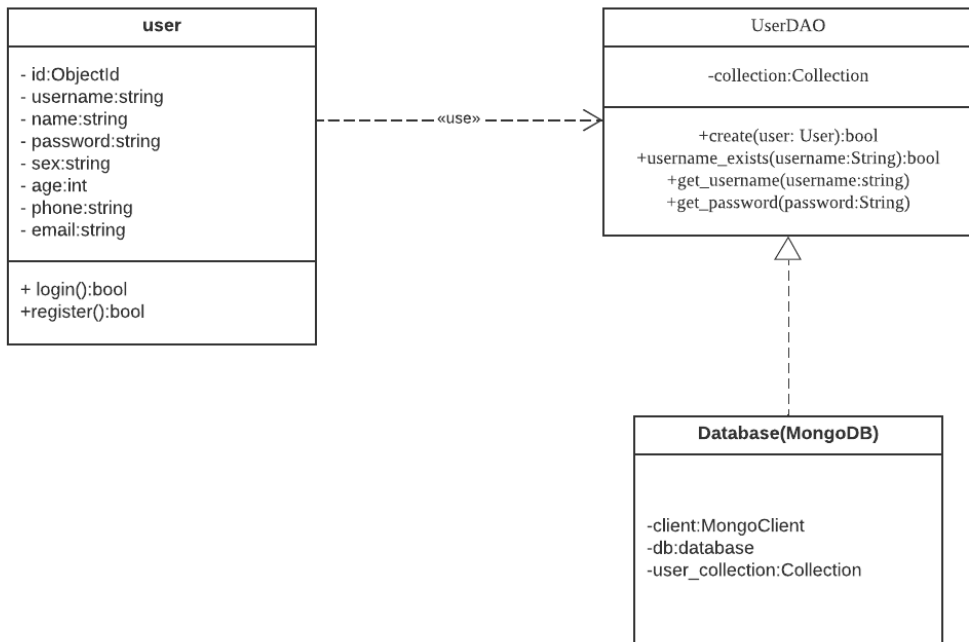 user
- id:ObjectId
- username:string
- name:string
- password:string
- sex:string
- age:int
- phone:string
- email:string
+ login():bool
+register():bool
«use»
UserDAO
-collection:Collection
+create(user: User):bool
+username_exists(username:String):bool
+get_username(username:string)
+get_password(password:String)
Database(MongoDB)
-client:MongoClient
-db:database
-user_collection:Collection